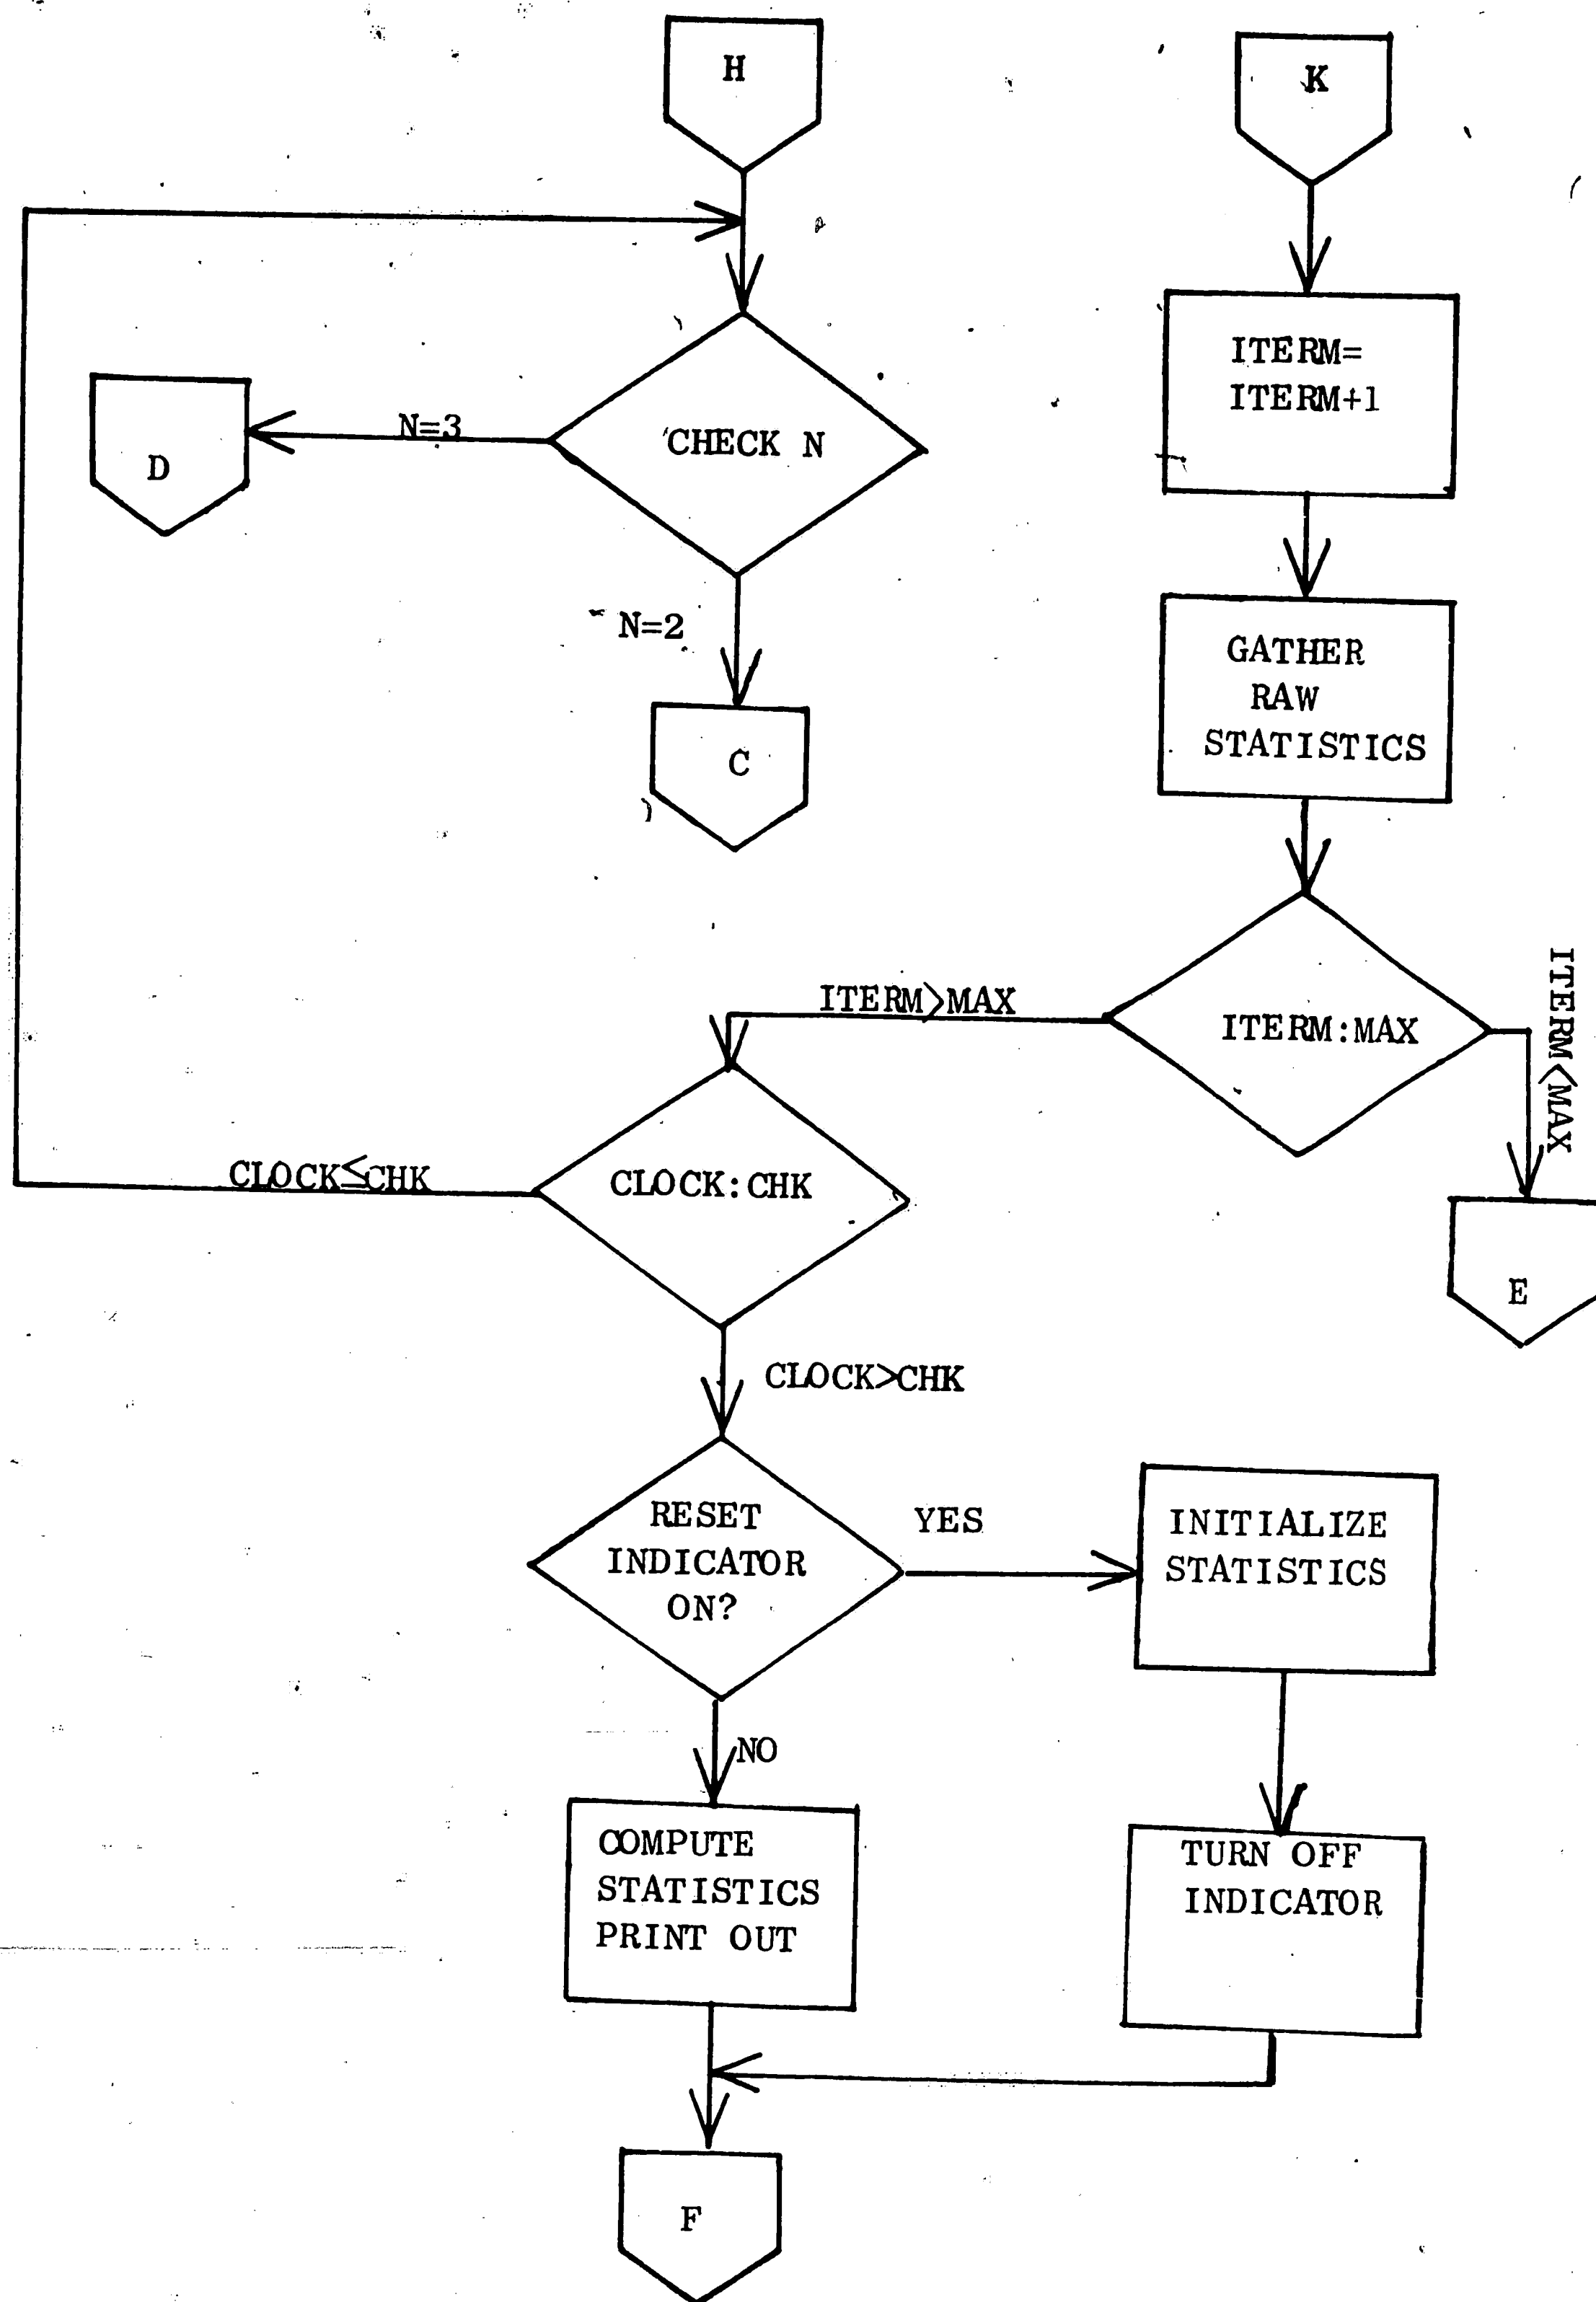 H
K
ITERM=
ITERM+1
N=3
CHECK N
D
N=2
GATHER
RAW
STATISTICS
C
ITERM>MAX
ITERM:MAX
ITERM<MAX
CLOCK≤CHK
CLOCK:CHK
E
CLOCK>CHK
RESET
INDICATOR
ON?
YES
INITIALIZE
STATISTICS
NO
COMPUTE
STATISTICS
PRINT OUT
TURN OFF
INDICATOR
F